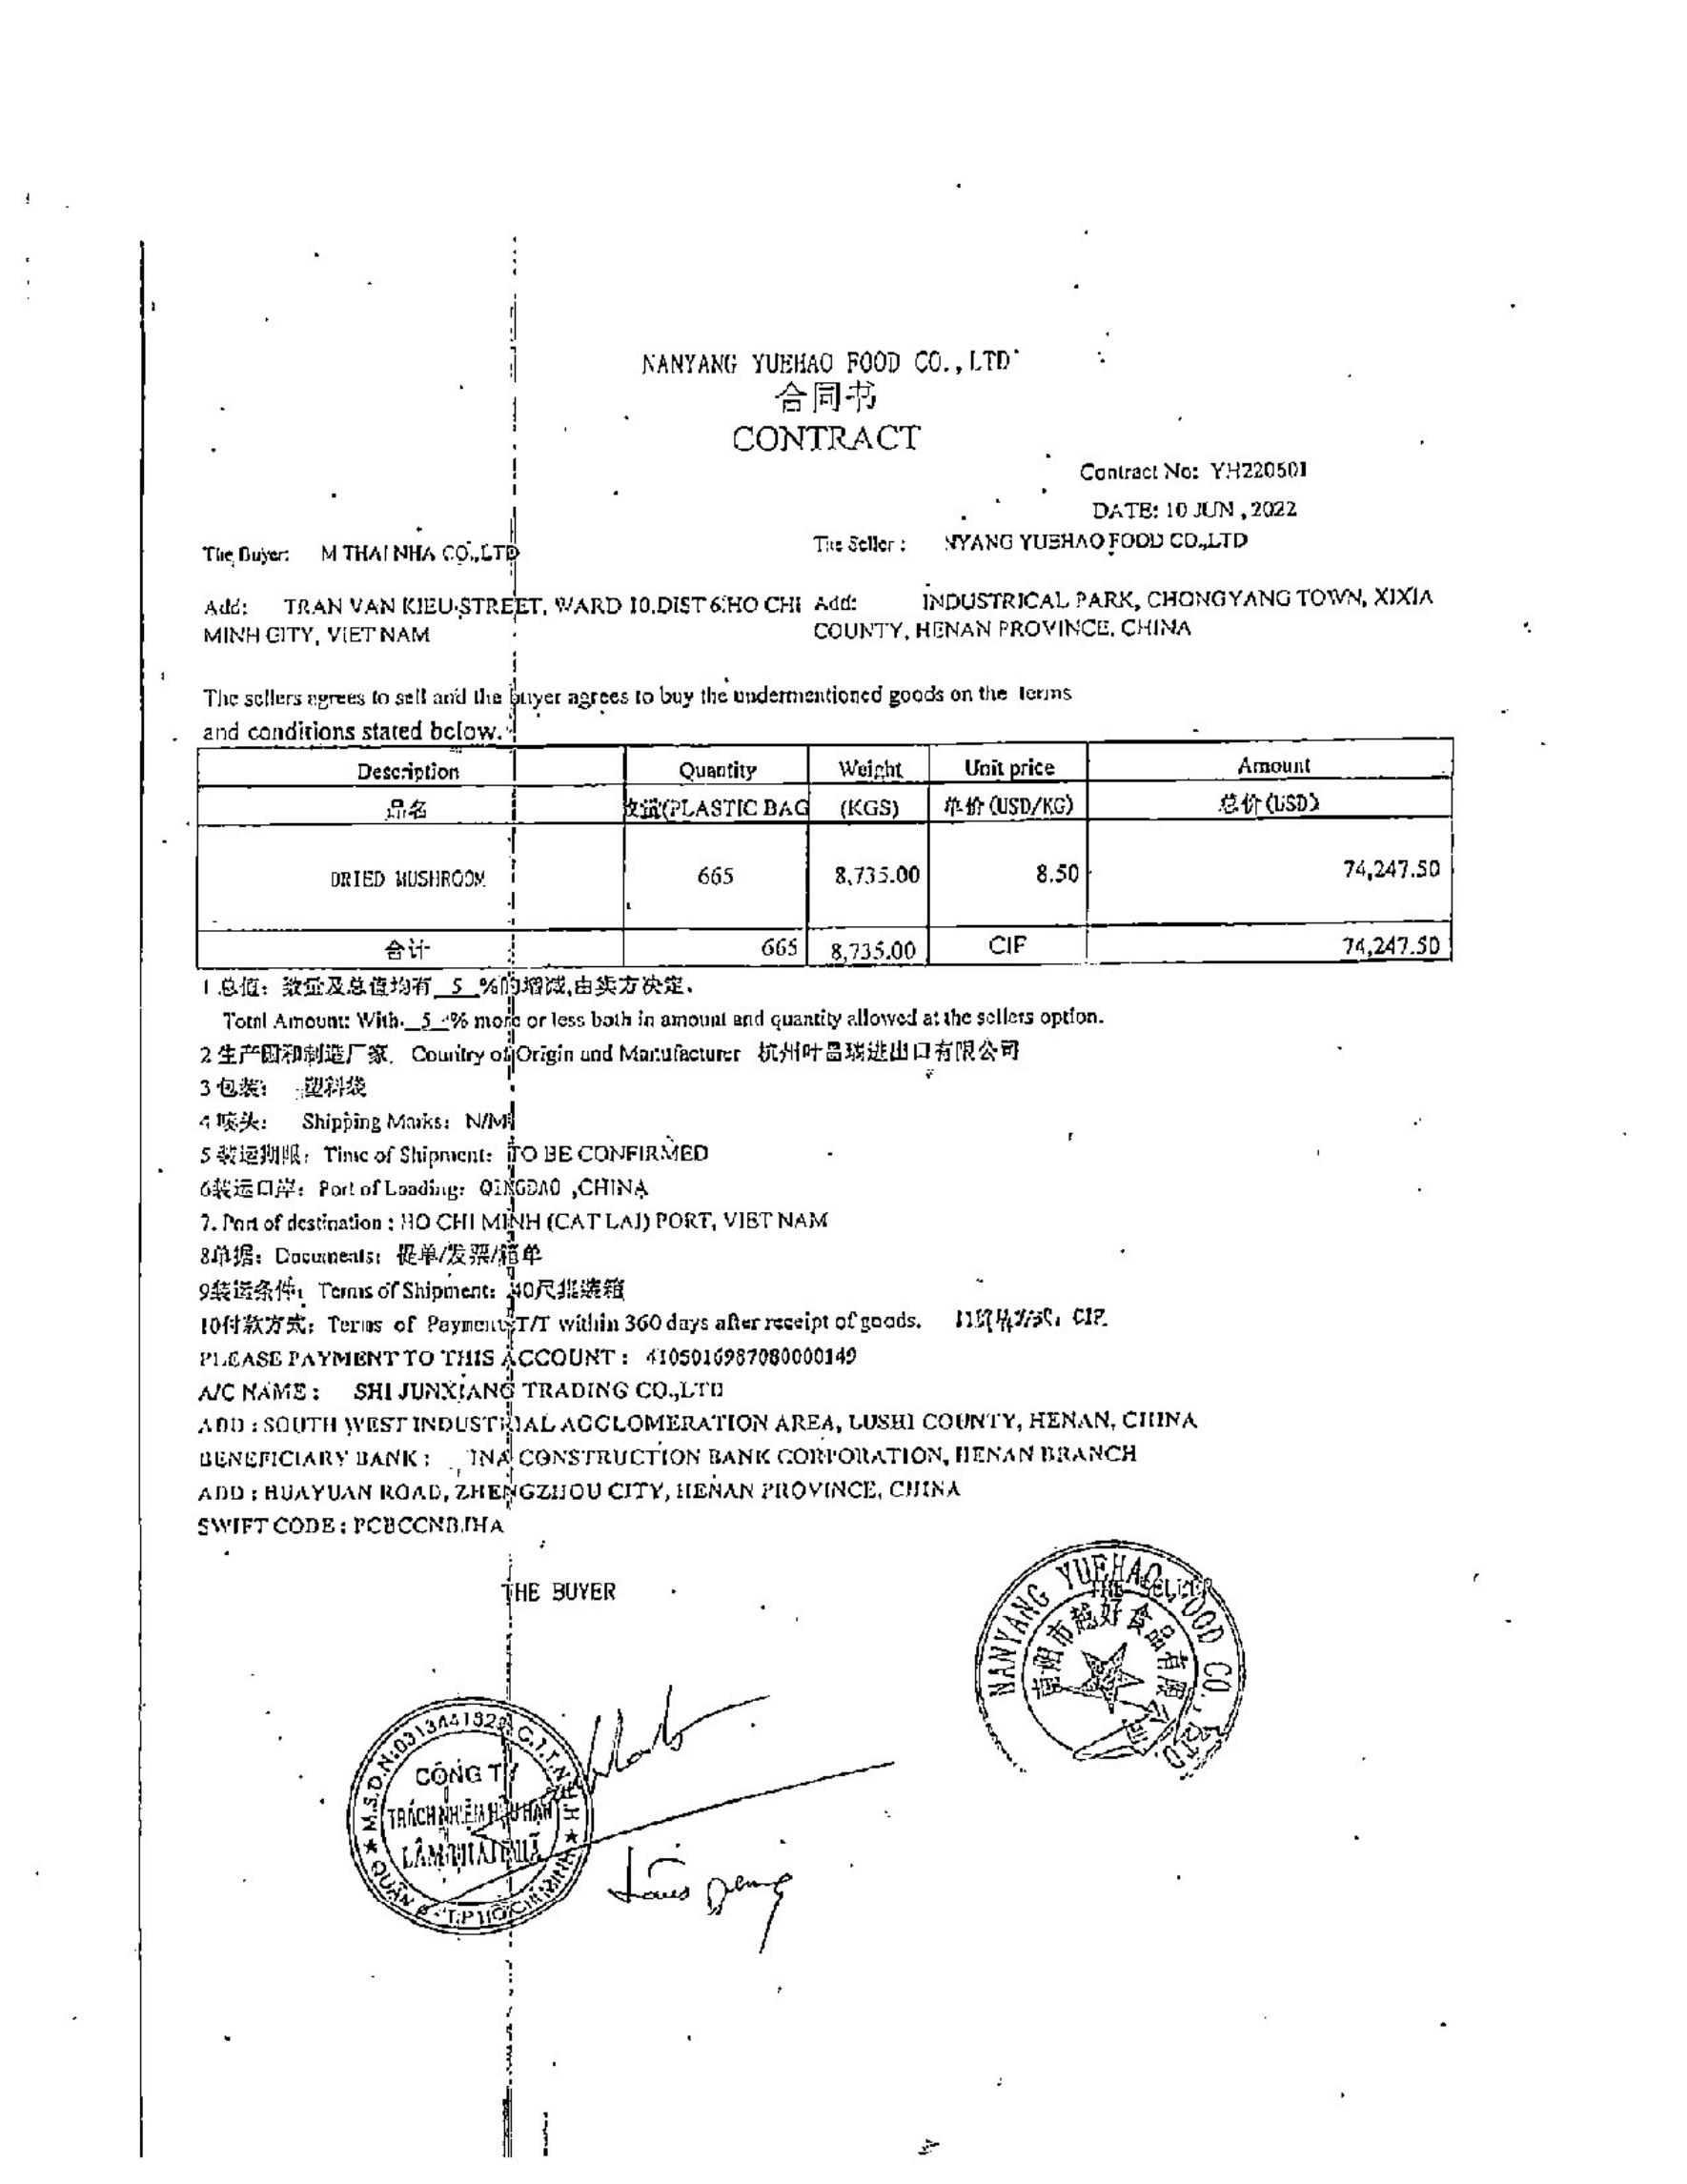 NANYANG YUEHAO FOOD CO.,LTD
合同书
CONTRACT
Contract No: YH220501
DATE: 10 JUN , 2022
The Buyer: M THAI NHA CO.,LTD
The Seller : NYANG YUEHAO FOOD CO.,LTD
Add: TRAN VAN KIEU STREET, WARD 10.DIST 6.HO CHI
MINH CITY, VIET NAM
Add: INDUSTRICAL PARK, CHONGYANG TOWN, XIXIA
COUNTY, HENAN PROVINCE, CHINA
The sellers agrees to sell and the buyer agrees to buy the undermentioned goods on the terms
and conditions stated below.
Description Quantity Weight Unit price Amount
品名 数量(PLASTIC BAG (KGS) 单价(USD/KG) 总价(USD)
DRIED MUSHROOM 665 8,735.00 8.50 74,247.50
合计 665 8,735.00 CIF 74,247.50
1 总值: 数量及总值均有 5 %的增减,由卖方决定.
Total Amount: With 5 % more or less both in amount and quantity allowed at the sellers option.
2 生产国和制造厂家. Country of Origin and Manufacturer 杭州叶昌瑞进出口有限公司
3 包装: 塑料袋
4 唛头: Shipping Marks: N/M
5 装运期限: Time of Shipment: TO BE CONFIRMED
6装运口岸: Port of Loading: QINGDAO ,CHINA
7. Port of destination : HO CHI MINH (CAT LAI) PORT, VIET NAM
8单据: Documents: 提单/发票/箱单
9装运条件: Terms of Shipment: 40尺集装箱
10付款方式: Terms of Payment: T/T within 360 days after receipt of goods. CIF.
PLEASE PAYMENT TO THIS ACCOUNT : 41050169870800000149
A/C NAME : SHI JUNXIANG TRADING CO.,LTD
ADD : SOUTH WEST INDUSTRIAL AGGLOMERATION AREA, LUSHI COUNTY, HENAN, CHINA
BENEFICIARY BANK : INA CONSTRUCTION BANK CORPORATION, HENAN BRANCH
ADD : HUAYUAN ROAD, ZHENGZHOU CITY, HENAN PROVINCE, CHINA
SWIFT CODE : PCBCCNBJHA
THE BUYER
THE SELLER
NANYANG YUEHAO FOOD CO., LTD.
南阳市越好食品有限公司
M.S.D.N:0313441822 C.T.T.N.H.H
CÔNG TY
TRÁCH NHIỆM HỮU HẠN
LÂM THÁI NHÃ
QUẬN 6 - T.P HỒ CHÍ MINH